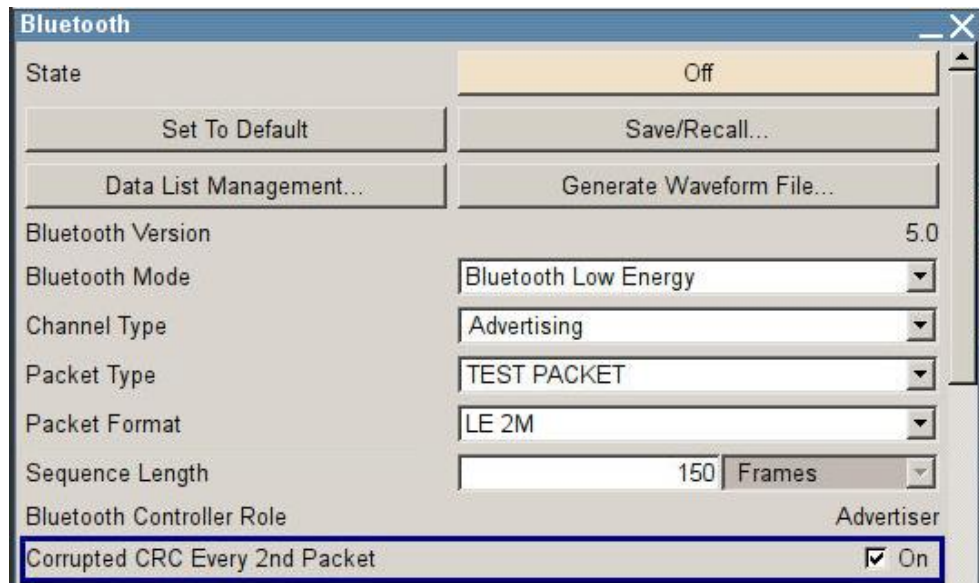 Bluetooth
State Off
Set To Default Save/Recall...
Data List Management... Generate Waveform File...
Bluetooth Version 5.0
Bluetooth Mode Bluetooth Low Energy
Channel Type Advertising
Packet Type TEST PACKET
Packet Format LE 2M
Sequence Length 150 Frames
Bluetooth Controller Role Advertiser
Corrupted CRC Every 2nd Packet On